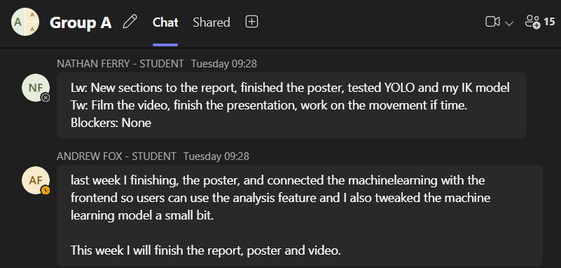 A
A
A
Group A
Chat
Shared
15
NATHAN FERRY - STUDENT Tuesday 09:28
NF
Lw: New sections to the report, finished the poster, tested YOLO and my IK model
Tw: Film the video, finish the presentation, work on the movement if time.
Blockers: None
ANDREW FOX - STUDENT Tuesday 09:28
AF
last week I finishing, the poster, and connected the machinelearning with the
frontend so users can use the analysis feature and I also tweaked the machine
learning model a small bit.
This week I will finish the report, poster and video.